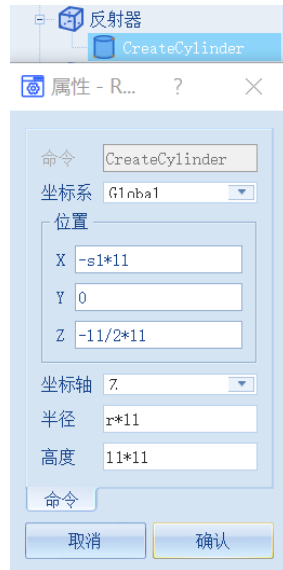 反射器
CreateCylinder
属性 - R... ?
命令 CreateCylinder
坐标系 Global
位置
X -s1*11
Y 0
Z -11/2*11
坐标轴 Z
半径 r*11
高度 11*11
命令
取消 确认